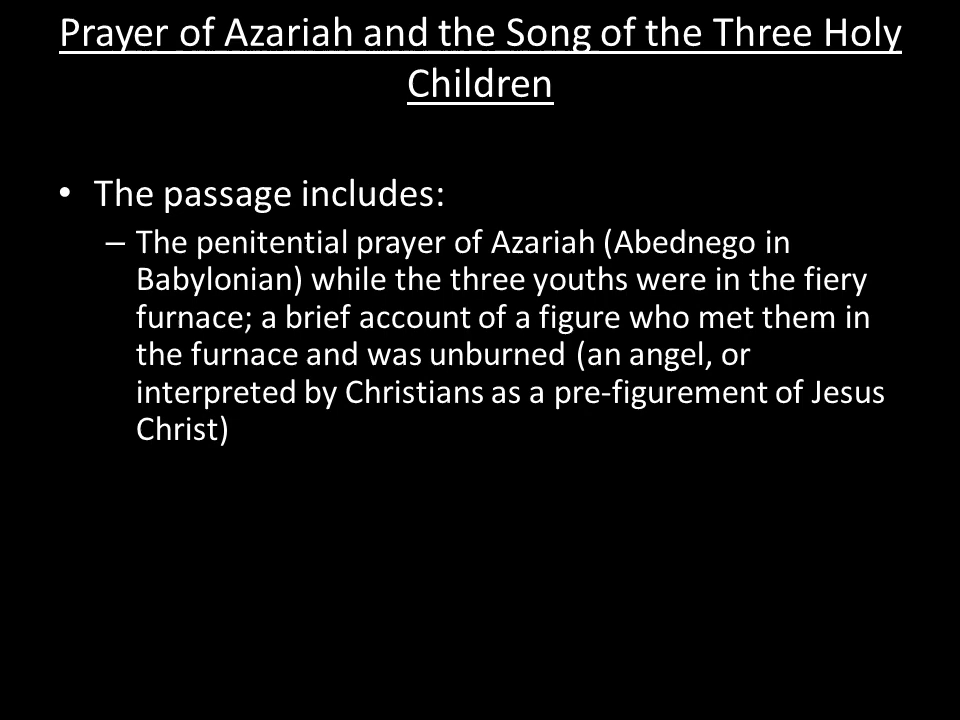 Prayer of Azariah and the Song of the Three Holy
Children
• The passage includes:
– The penitential prayer of Azariah (Abednego in
Babylonian) while the three youths were in the fiery
furnace; a brief account of a figure who met them in
the furnace and was unburned (an angel, or
interpreted by Christians as a pre-figurement of Jesus
Christ)